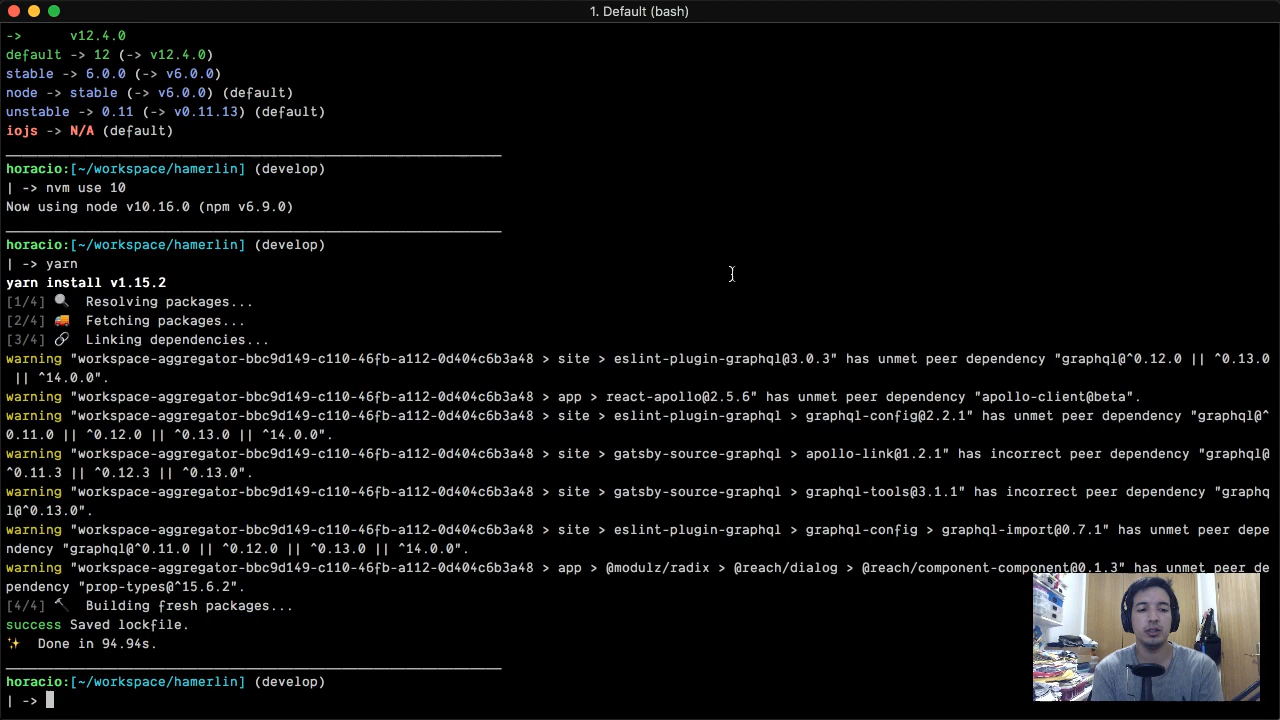 1. Default (bash)
->      v12.4.0
default -> 12 (-> v12.4.0)
stable -> 6.0.0 (-> v6.0.0)
node -> stable (-> v6.0.0) (default)
unstable -> 0.11 (-> v0.11.13) (default)
iojs -> N/A (default)
horacio:[~/workspace/hamerlin] (develop)
| -> nvm use 10
Now using node v10.16.0 (npm v6.9.0)
horacio:[~/workspace/hamerlin] (develop)
| -> yarn
yarn install v1.15.2
[1/4] 🔍  Resolving packages...
[2/4] 🚚  Fetching packages...
[3/4] 🔗  Linking dependencies...
warning "workspace-aggregator-bbc9d149-c110-46fb-a112-0d404c6b3a48 > site > eslint-plugin-graphql@3.0.3" has unmet peer dependency "graphql@^0.12.0 || ^0.13.0
 || ^14.0.0".
warning "workspace-aggregator-bbc9d149-c110-46fb-a112-0d404c6b3a48 > app > react-apollo@2.5.6" has unmet peer dependency "apollo-client@beta".
warning "workspace-aggregator-bbc9d149-c110-46fb-a112-0d404c6b3a48 > site > eslint-plugin-graphql > graphql-config@2.2.1" has unmet peer dependency "graphql@^
0.11.0 || ^0.12.0 || ^0.13.0 || ^14.0.0".
warning "workspace-aggregator-bbc9d149-c110-46fb-a112-0d404c6b3a48 > site > gatsby-source-graphql > apollo-link@1.2.1" has incorrect peer dependency "graphql@
^0.11.3 || ^0.12.3 || ^0.13.0".
warning "workspace-aggregator-bbc9d149-c110-46fb-a112-0d404c6b3a48 > site > gatsby-source-graphql > graphql-tools@3.1.1" has incorrect peer dependency "graphq
l@^0.13.0".
warning "workspace-aggregator-bbc9d149-c110-46fb-a112-0d404c6b3a48 > site > eslint-plugin-graphql > graphql-config > graphql-import@0.7.1" has unmet peer depe
ndency "graphql@^0.11.0 || ^0.12.0 || ^0.13.0 || ^14.0.0".
warning "workspace-aggregator-bbc9d149-c110-46fb-a112-0d404c6b3a48 > app > @modulz/radix > @reach/dialog > @reach/component-component@0.1.3" has unmet peer de
pendency "prop-types@^15.6.2".
[4/4] 🔨  Building fresh packages...
success Saved lockfile.
✨  Done in 94.94s.
horacio:[~/workspace/hamerlin] (develop)
| ->